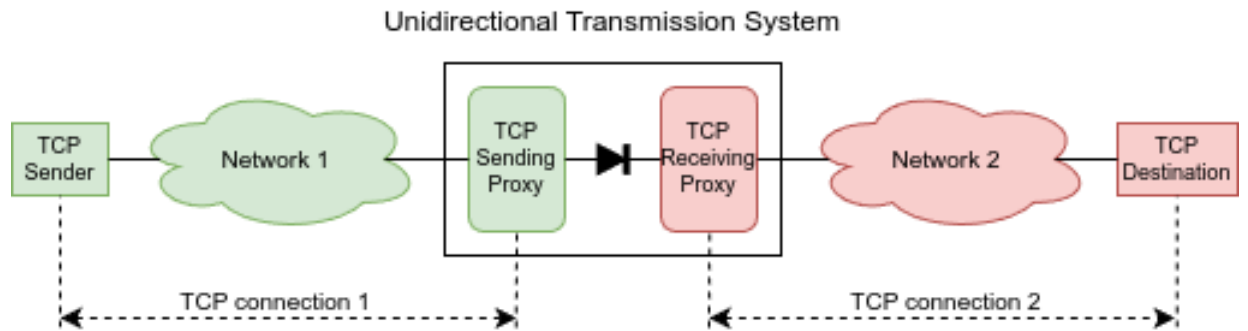 Unidirectional Transmission System
TCP
Sender
Network 1
TCP
Sending
Proxy
TCP
Receiving
Proxy
Network 2
TCP
Destination
TCP connection 1
TCP connection 2